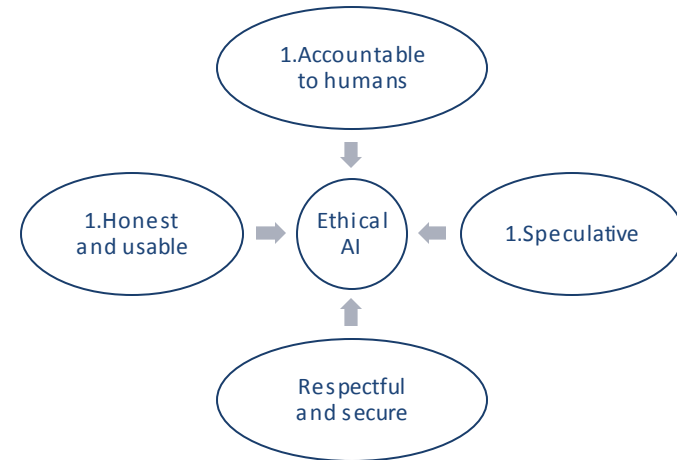 1.Accountable
to humans
1.Honest
and usable
Ethical
AI
1.Speculative
Respectful
and secure